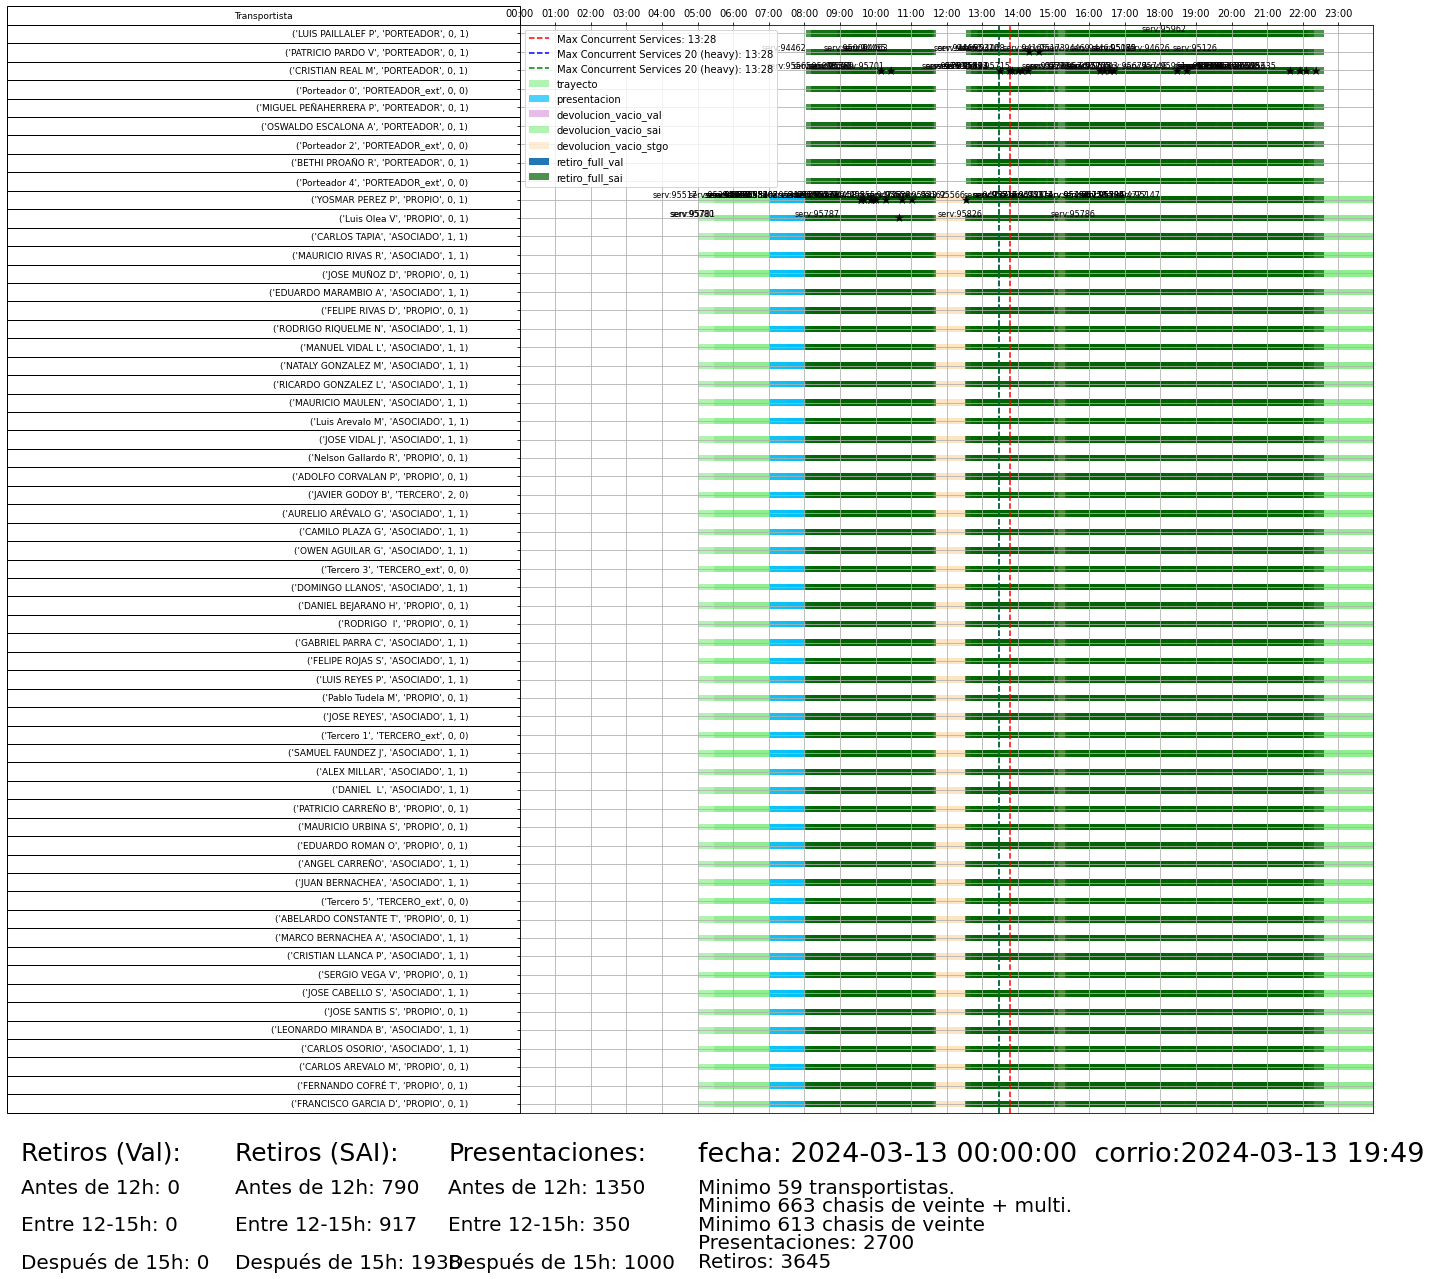 Transportista
00:00 01:00 02:00 03:00 04:00 05:00 06:00 07:00 08:00 09:00 10:00 11:00 12:00 13:00 14:00 15:00 16:00 17:00 18:00 19:00 20:00 21:00 22:00 23:00
Max Concurrent Services: 13:28
Max Concurrent Services 20 (heavy): 13:28
Max Concurrent Services 20 (heavy): 13:28
trayecto
presentacion
devolucion_vacio_val
devolucion_vacio_sai
devolucion_vacio_stgo
retiro_full_val
retiro_full_sai
('LUIS PAILLALEF P', 'PORTEADOR', 0, 1)
('PATRICIO PARDO V', 'PORTEADOR', 0, 1)
serv:95126
('CRISTIAN REAL M', 'PORTEADOR', 0, 1)
('Porteador 0', 'PORTEADOR_ext', 0, 0)
('MIGUEL PEÑAHERRERA P', 'PORTEADOR', 0, 1)
('OSWALDO ESCALONA A', 'PORTEADOR', 0, 1)
('Porteador 2', 'PORTEADOR_ext', 0, 0)
('BETHI PROAÑO R', 'PORTEADOR', 0, 1)
('Porteador 4', 'PORTEADOR_ext', 0, 0)
('YOSMAR PEREZ P', 'PROPIO', 0, 1)
('Luis Olea V', 'PROPIO', 0, 1)
serv:95787 serv:95826 serv:95786
('CARLOS TAPIA', 'ASOCIADO', 1, 1)
('MAURICIO RIVAS R', 'ASOCIADO', 1, 1)
('JOSE MUÑOZ D', 'PROPIO', 0, 1)
('EDUARDO MARAMBIO A', 'ASOCIADO', 1, 1)
('FELIPE RIVAS D', 'PROPIO', 0, 1)
('RODRIGO RIQUELME N', 'ASOCIADO', 1, 1)
('MANUEL VIDAL L', 'ASOCIADO', 1, 1)
('NATALY GONZALEZ M', 'ASOCIADO', 1, 1)
('RICARDO GONZALEZ L', 'ASOCIADO', 1, 1)
('MAURICIO MAULEN', 'ASOCIADO', 1, 1)
('Luis Arevalo M', 'ASOCIADO', 1, 1)
('JOSE VIDAL J', 'ASOCIADO', 1, 1)
('Nelson Gallardo R', 'PROPIO', 0, 1)
('ADOLFO CORVALAN P', 'PROPIO', 0, 1)
('JAVIER GODOY B', 'TERCERO', 2, 0)
('AURELIO ARÉVALO G', 'ASOCIADO', 1, 1)
('CAMILO PLAZA G', 'ASOCIADO', 1, 1)
('OWEN AGUILAR G', 'ASOCIADO', 1, 1)
('Tercero 3', 'TERCERO_ext', 0, 0)
('DOMINGO LLANOS', 'ASOCIADO', 1, 1)
('DANIEL BEJARANO H', 'PROPIO', 0, 1)
('RODRIGO  I', 'PROPIO', 0, 1)
('GABRIEL PARRA C', 'ASOCIADO', 1, 1)
('FELIPE ROJAS S', 'ASOCIADO', 1, 1)
('LUIS REYES P', 'ASOCIADO', 1, 1)
('Pablo Tudela M', 'PROPIO', 0, 1)
('JOSE REYES', 'ASOCIADO', 1, 1)
('Tercero 1', 'TERCERO_ext', 0, 0)
('SAMUEL FAUNDEZ J', 'ASOCIADO', 1, 1)
('ALEX MILLAR', 'ASOCIADO', 1, 1)
('DANIEL  L', 'ASOCIADO', 1, 1)
('PATRICIO CARREÑO B', 'PROPIO', 0, 1)
('MAURICIO URBINA S', 'PROPIO', 0, 1)
('EDUARDO ROMAN O', 'PROPIO', 0, 1)
('ANGEL CARREÑO', 'ASOCIADO', 1, 1)
('JUAN BERNACHEA', 'ASOCIADO', 1, 1)
('Tercero 5', 'TERCERO_ext', 0, 0)
('ABELARDO CONSTANTE T', 'PROPIO', 0, 1)
('MARCO BERNACHEA A', 'ASOCIADO', 1, 1)
('CRISTIAN LLANCA P', 'ASOCIADO', 1, 1)
('SERGIO VEGA V', 'PROPIO', 0, 1)
('JOSE CABELLO S', 'ASOCIADO', 1, 1)
('JOSE SANTIS S', 'PROPIO', 0, 1)
('LEONARDO MIRANDA B', 'ASOCIADO', 1, 1)
('CARLOS OSORIO', 'ASOCIADO', 1, 1)
('CARLOS AREVALO M', 'PROPIO', 0, 1)
('FERNANDO COFRÉ T', 'PROPIO', 0, 1)
('FRANCISCO GARCIA D', 'PROPIO', 0, 1)
Retiros (Val):
Antes de 12h: 0
Entre 12-15h: 0
Después de 15h: 0
Retiros (SAI):
Antes de 12h: 790
Entre 12-15h: 917
Después de 15h: 1938
Presentaciones:
Antes de 12h: 1350
Entre 12-15h: 350
Después de 15h: 1000
fecha: 2024-03-13 00:00:00  corrio:2024-03-13 19:49
Minimo 59 transportistas.
Minimo 663 chasis de veinte + multi.
Minimo 613 chasis de veinte
Presentaciones: 2700
Retiros: 3645